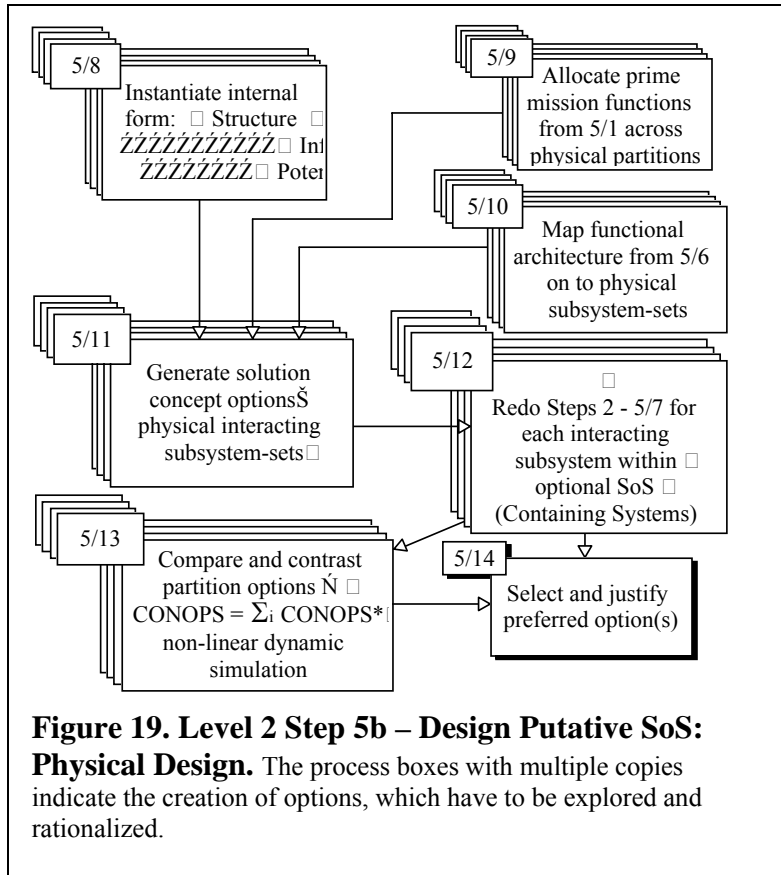 5/8
Instantiate internal
form: □ Structure □
ŹŹŹŹŹŹŹŹŹŹŹ□ Inf
ŹŹŹŹŹŹŹŹ□ Poten
5/9
Allocate prime
mission functions
from 5/1 across
physical partitions
5/10
Map functional
architecture from 5/6
on to physical
subsystem-sets
5/11
Generate solution
concept optionsŠ
physical interacting
subsystem-sets□
5/12
□
Redo Steps 2 - 5/7 for
each interacting
subsystem within □
optional SoS □
(Containing Systems)
5/13
Compare and contrast
partition options Ń □
CONOPS = Σi CONOPS*
non-linear dynamic
simulation
5/14
Select and justify
preferred option(s)
Figure 19. Level 2 Step 5b – Design Putative SoS:
Physical Design. The process boxes with multiple copies
indicate the creation of options, which have to be explored and
rationalized.